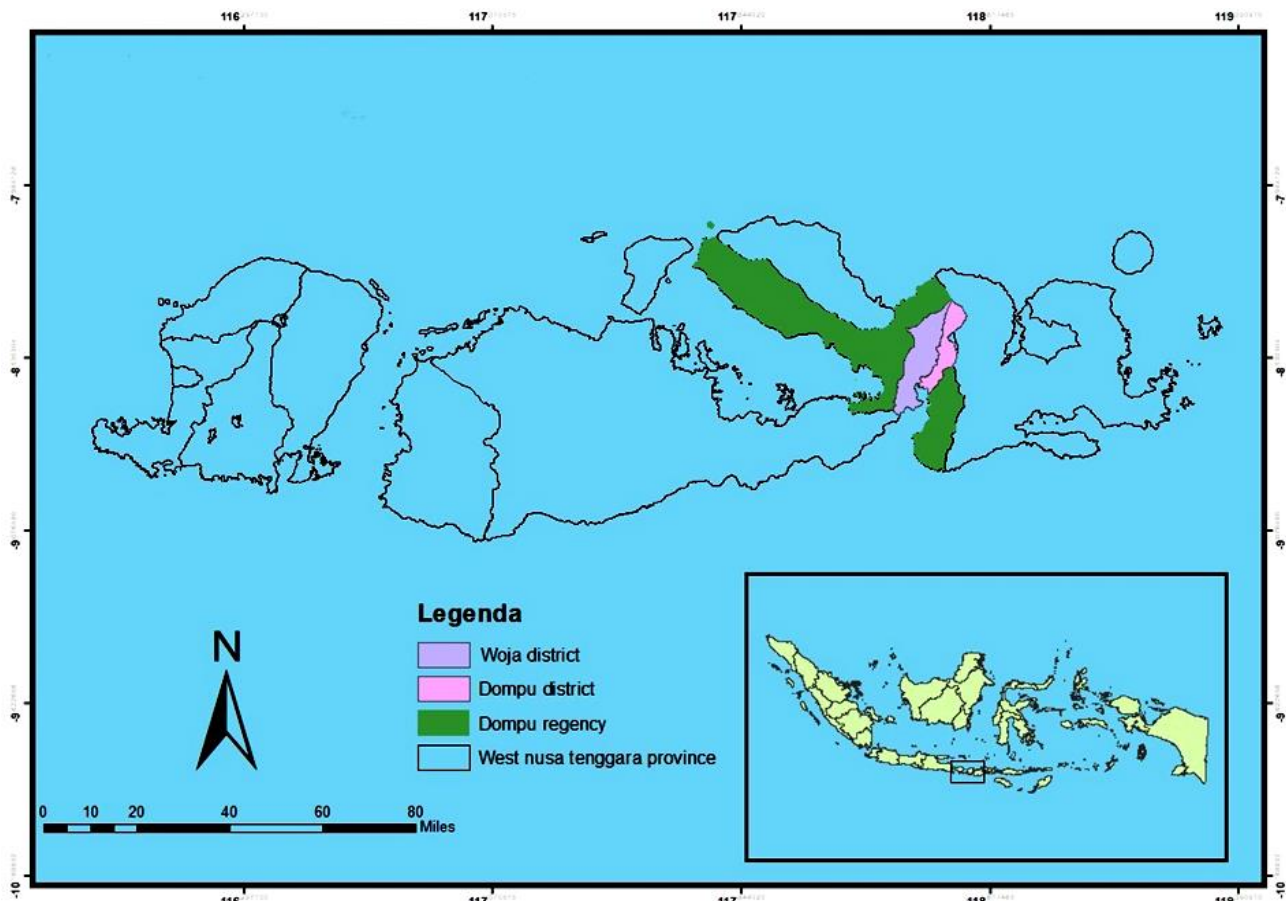 116 117 117 118 119
-7 -7
-8 -8
-9 -9
Legenda
Woja district
Dompu district
Dompu regency
West nusa tenggara province
N
0 10 20 40 60 80
Miles
-9 -9
-10 -10
116 117 117 118 119